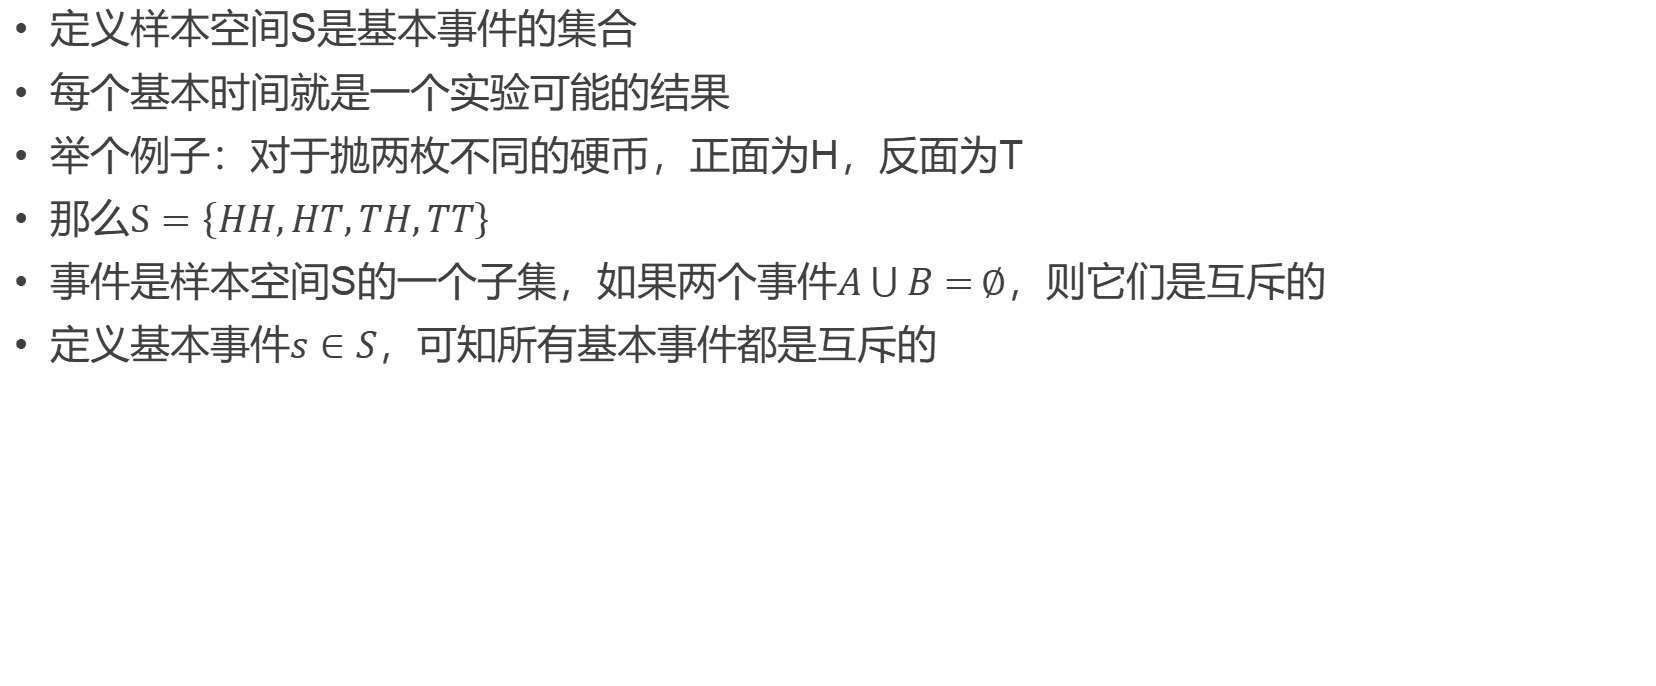 • 定义样本空间S是基本事件的集合
• 每个基本时间就是一个实验可能的结果
• 举个例子：对于抛两枚不同的硬币，正面为H，反面为T
• 那么S = {HH, HT, TH, TT}
• 事件是样本空间S的一个子集，如果两个事件A ⋃ B = ∅，则它们是互斥的
• 定义基本事件s ∈ S，可知所有基本事件都是互斥的